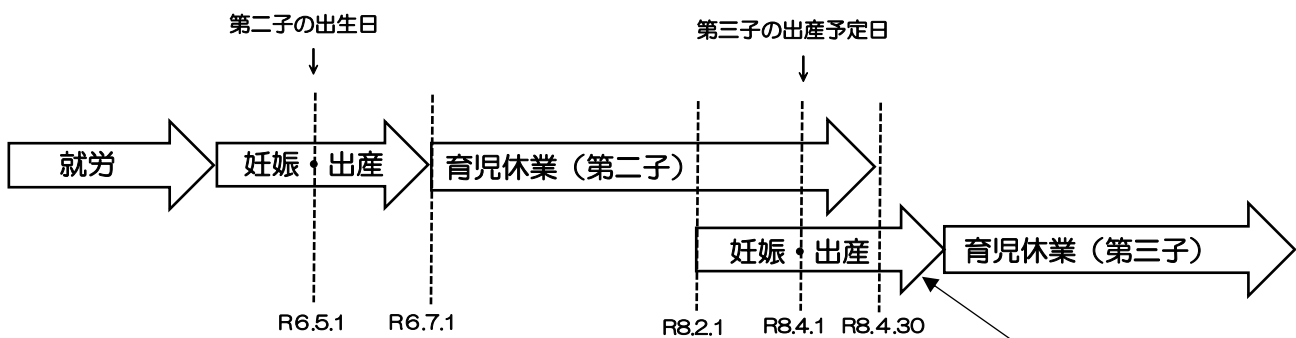 第二子の出生日
第三子の出産予定日
就労
妊娠・出産
育児休業（第二子）
妊娠・出産
育児休業（第三子）
R6.5.1
R6.7.1
R8.2.1
R8.4.1
R8.4.30